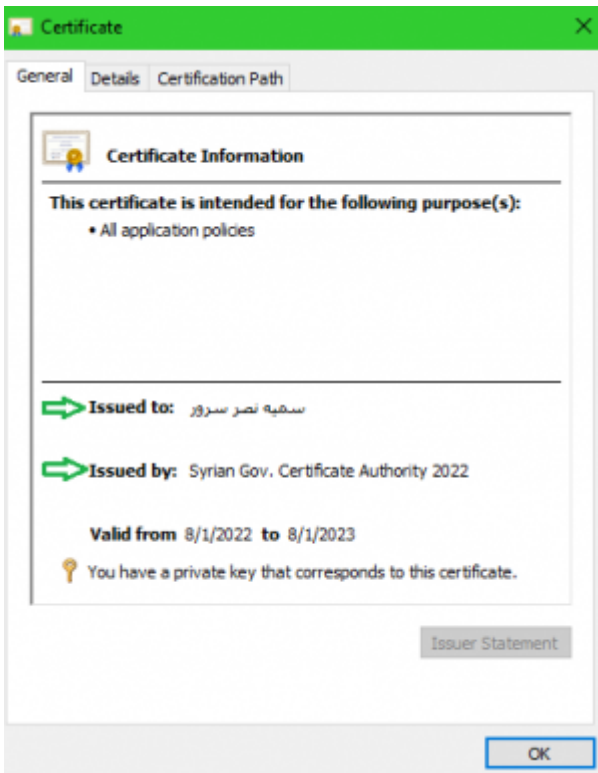 Certificate
General Details Certification Path
Certificate Information
This certificate is intended for the following purpose(s):
• All application policies
Issued to: سميه نصر سرور
Issued by: Syrian Gov. Certificate Authority 2022
Valid from 8/1/2022 to 8/1/2023
You have a private key that corresponds to this certificate.
Issuer Statement
OK